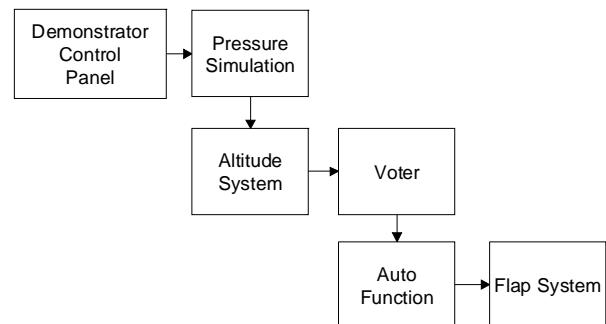 Demonstrator
Control
Panel
Pressure
Simulation
Altitude
System
Voter
Auto
Function
Flap System